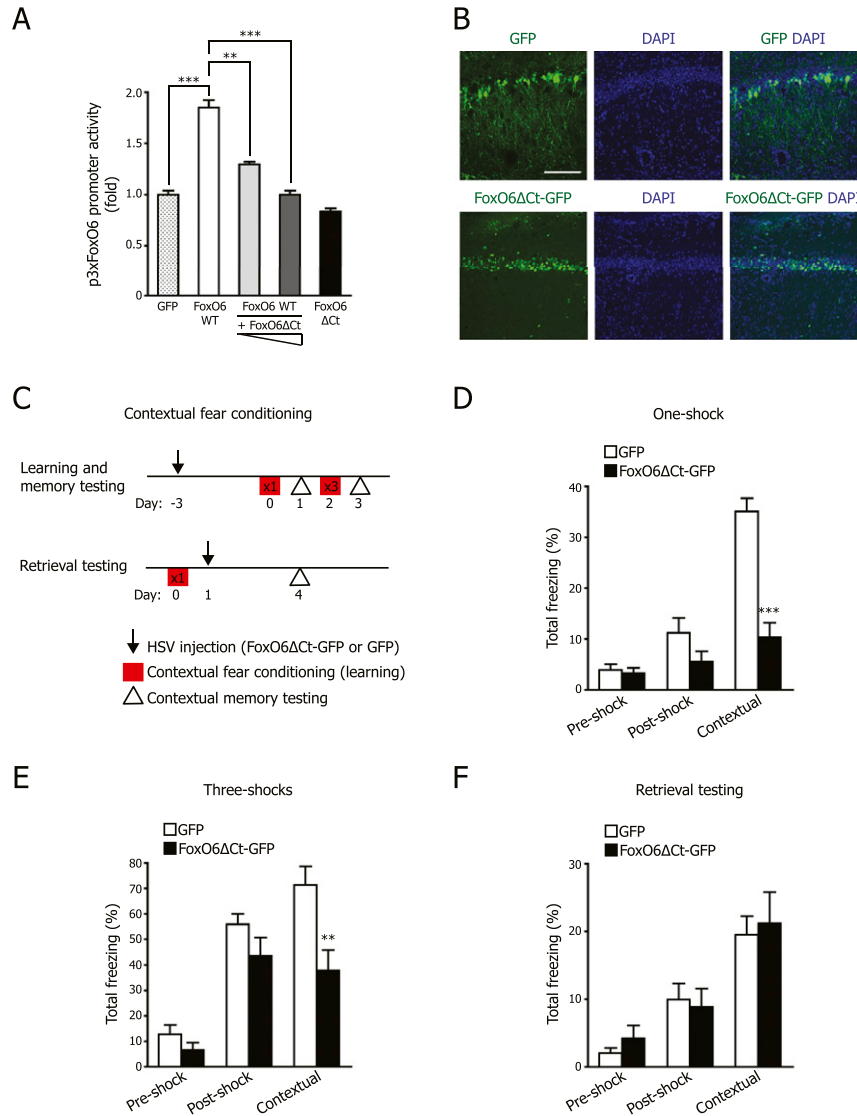 A
***
***
**
p3xFoxO6 promoter activity
(fold)
2.0
1.5
1.0
0.5
0
GFP
FoxO6
WT
FoxO6 WT
+ FoxO6ΔCt
FoxO6
ΔCt
B
GFP
DAPI
GFP DAPI
FoxO6ΔCt-GFP
DAPI
FoxO6ΔCt-GFP DAPI
C
Contextual fear conditioning
Learning and
memory testing
x1
x3
Day: -3 0 1 2 3
Retrieval testing
x1
Day: 0 1 4
HSV injection (FoxO6ΔCt-GFP or GFP)
Contextual fear conditioning (learning)
Contextual memory testing
D
One-shock
GFP
FoxO6ΔCt-GFP
Total freezing (%)
40
30
20
10
0
***
Pre-shock
Post-shock
Contextual
E
Three-shocks
GFP
FoxO6ΔCt-GFP
Total freezing (%)
80
70
60
50
40
30
20
10
0
**
Pre-shock
Post-shock
Contextual
F
Retrieval testing
GFP
FoxO6ΔCt-GFP
Total freezing (%)
30
20
10
0
Pre-shock
Post-shock
Contextual